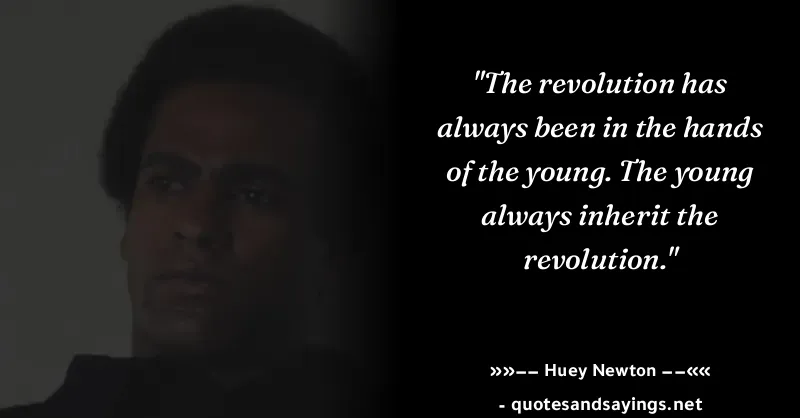 "The revolution has
always been in the hands
of the young. The young
always inherit the
revolution."
»»−− Huey Newton −−««
- quotesandsayings.net